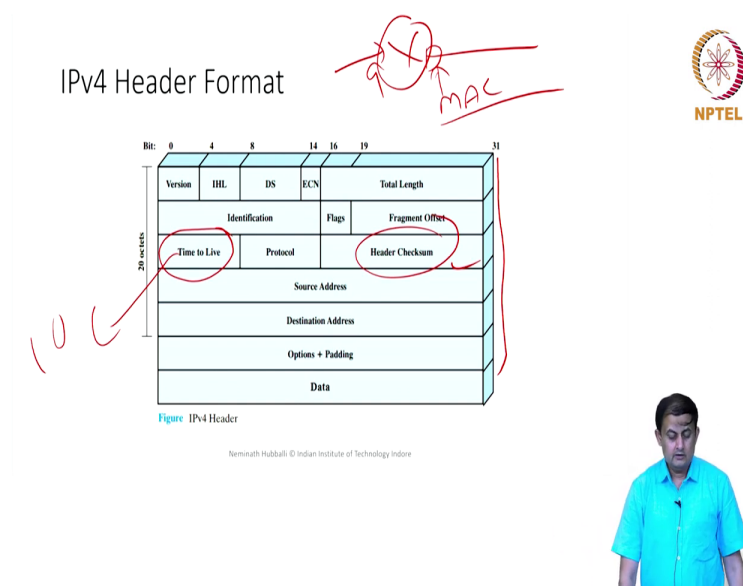 IPv4 Header Format
MAC
NPTEL
Bit: 0 4 8 14 16 19 31
Version IHL DS ECN Total Length
Identification Flags Fragment Offset
Time to Live Protocol Header Checksum
Source Address
Destination Address
Options + Padding
Data
20 octets
10
Figure IPv4 Header
Neminath Hubballi © Indian Institute of Technology Indore